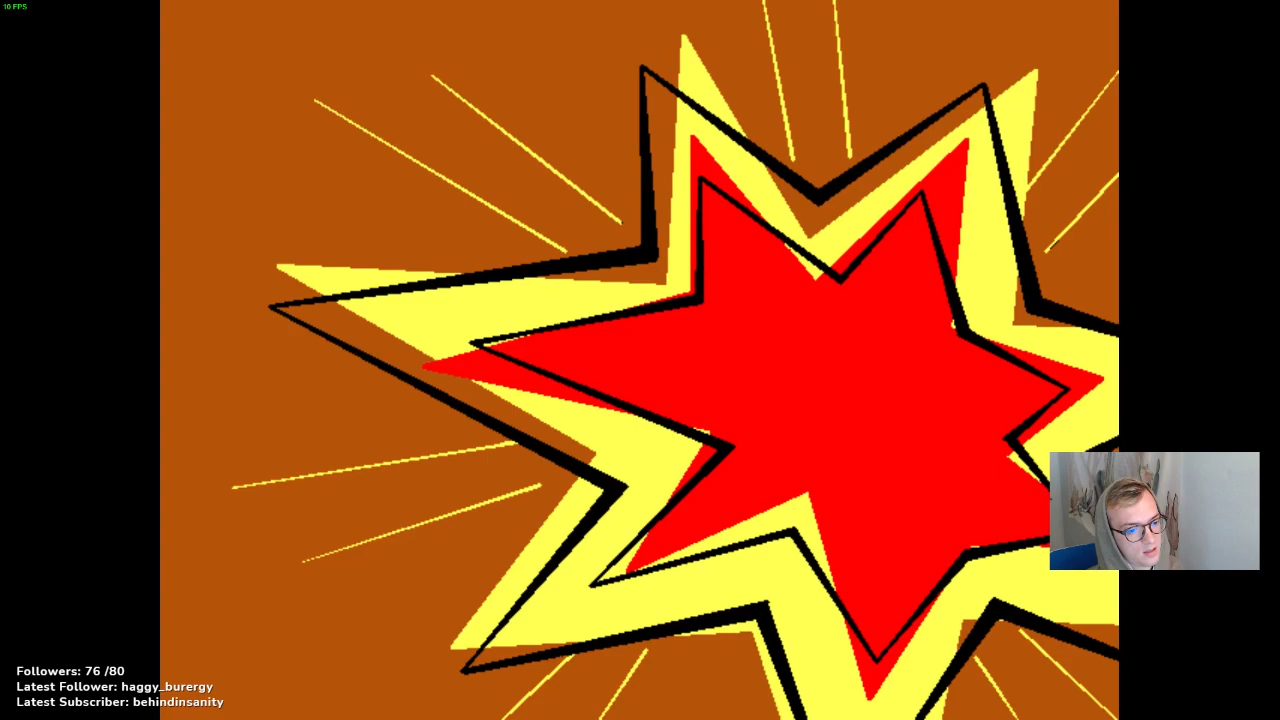 10 FPS
Followers: 76 /80
Latest Follower: haggy_burergy
Latest Subscriber: behindinsanity